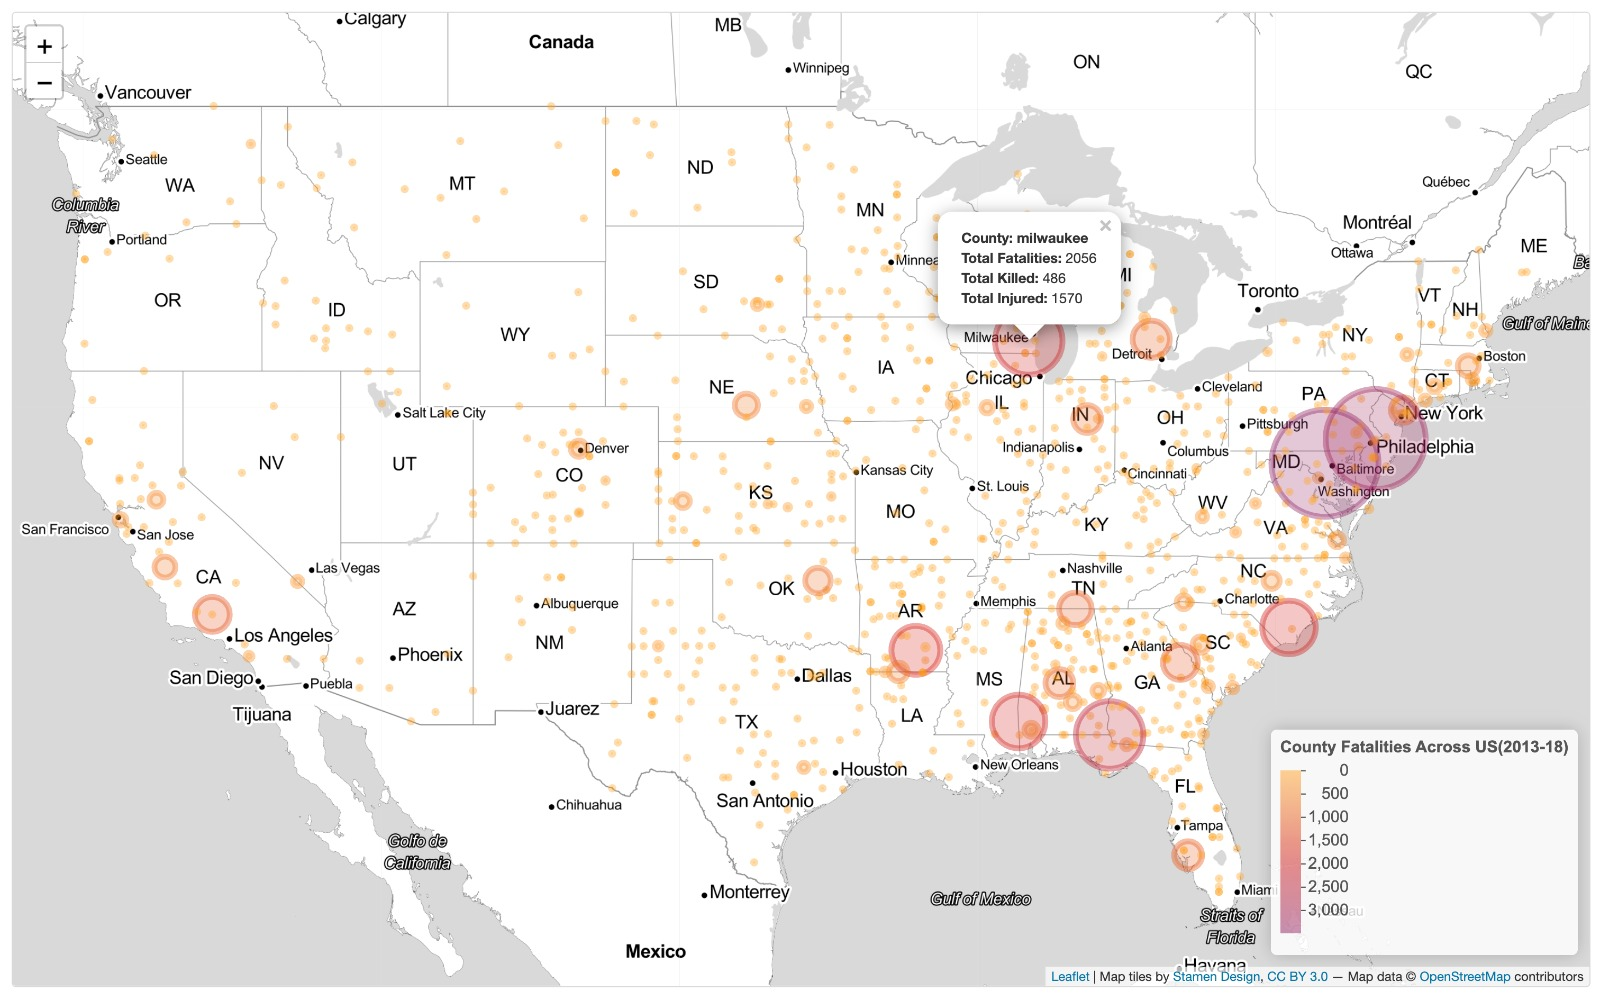 +
−
Calgary
Canada
MB
Winnipeg
ON
QC
Vancouver
Seattle
WA
MT
ND
MN
Québec
Columbia
River
Portland
Montréal
Ottawa
ME
OR
ID
WY
SD
Minnea
×
County: milwaukee
Total Fatalities: 2056
Total Killed: 486
Total Injured: 1570
MI
Toronto
VT
NH
Gulf of Maine
NY
Milwaukee
Detroit
Boston
IA
Chicago
Cleveland
PA
CT
NE
IL
IN
OH
Salt Lake City
New York
Pittsburgh
Denver
Indianapolis
Columbus
Philadelphia
NV
UT
CO
Kansas City
Cincinnati
MD
Baltimore
KS
St. Louis
Washington
MO
WV
San Francisco
San Jose
KY
VA
Las Vegas
Nashville
NC
CA
OK
TN
AZ
Albuquerque
AR
Memphis
Charlotte
Los Angeles
NM
Atlanta
SC
Phoenix
San Diego
Puebla
Dallas
MS
AL
GA
Tijuana
Juarez
TX
LA
New Orleans
Houston
San Antonio
Chihuahua
FL
Tampa
Golfo de
California
Monterrey
Gulf of Mexico
Miami
Straits of
Florida
Mexico
Havana
County Fatalities Across US(2013-18)
0
500
1,000
1,500
2,000
2,500
3,000
Leaflet | Map tiles by Stamen Design, CC BY 3.0 — Map data © OpenStreetMap contributors